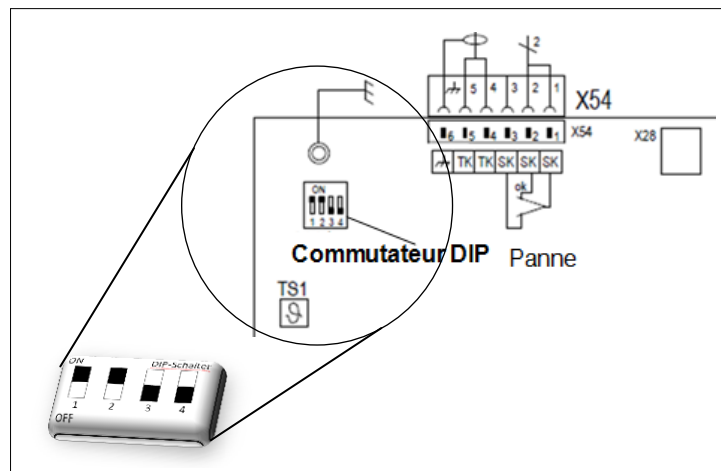 2
5 4 3 2 1
X54
6 5 4 3 2 1
X54
X28
TK TK SK SK SK
ok
ON
1 2 3 4
Commutateur DIP
Panne
TS1
ϑ
ON
DIP-Schalter
1 2 3 4
OFF